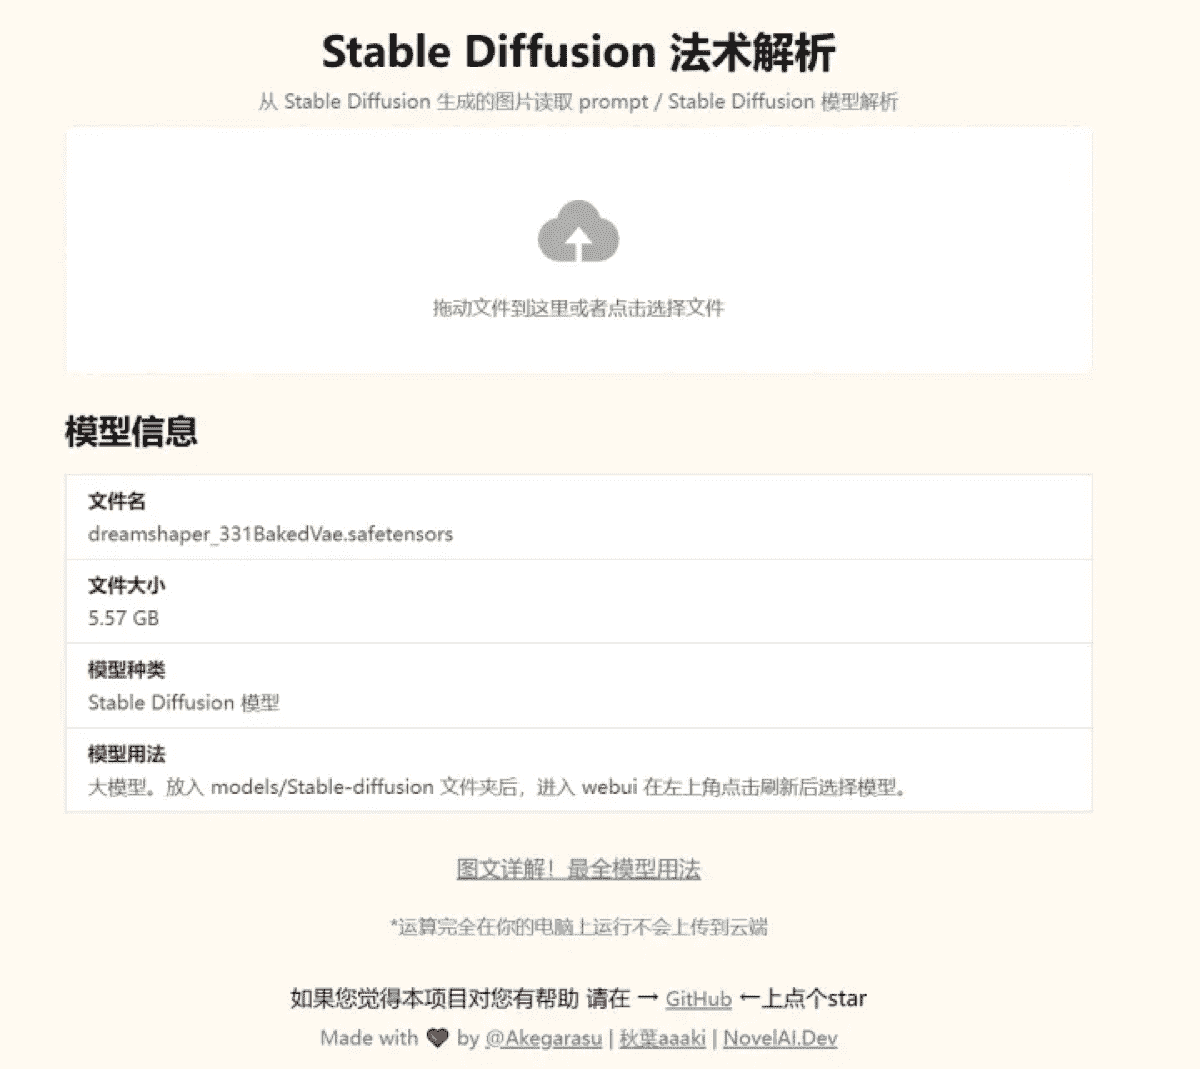 Stable Diffusion 法术解析
从 Stable Diffusion 生成的图片读取 prompt / Stable Diffusion 模型解析
拖动文件到这里或者点击选择文件
模型信息
文件名
dreamshaper_331BakedVae.safetensors
文件大小
5.57 GB
模型种类
Stable Diffusion 模型
模型用法
大模型。放入 models/Stable-diffusion 文件夹后，进入 webui 在左上角点击刷新后选择模型。
图文详解！最全模型用法
*运算完全在你的电脑上运行不会上传到云端
如果您觉得本项目对您有帮助 请在 → GitHub ← 上点个star
Made with 🖤 by @Akegarasu | 秋葉aaaki | NovelAI.Dev